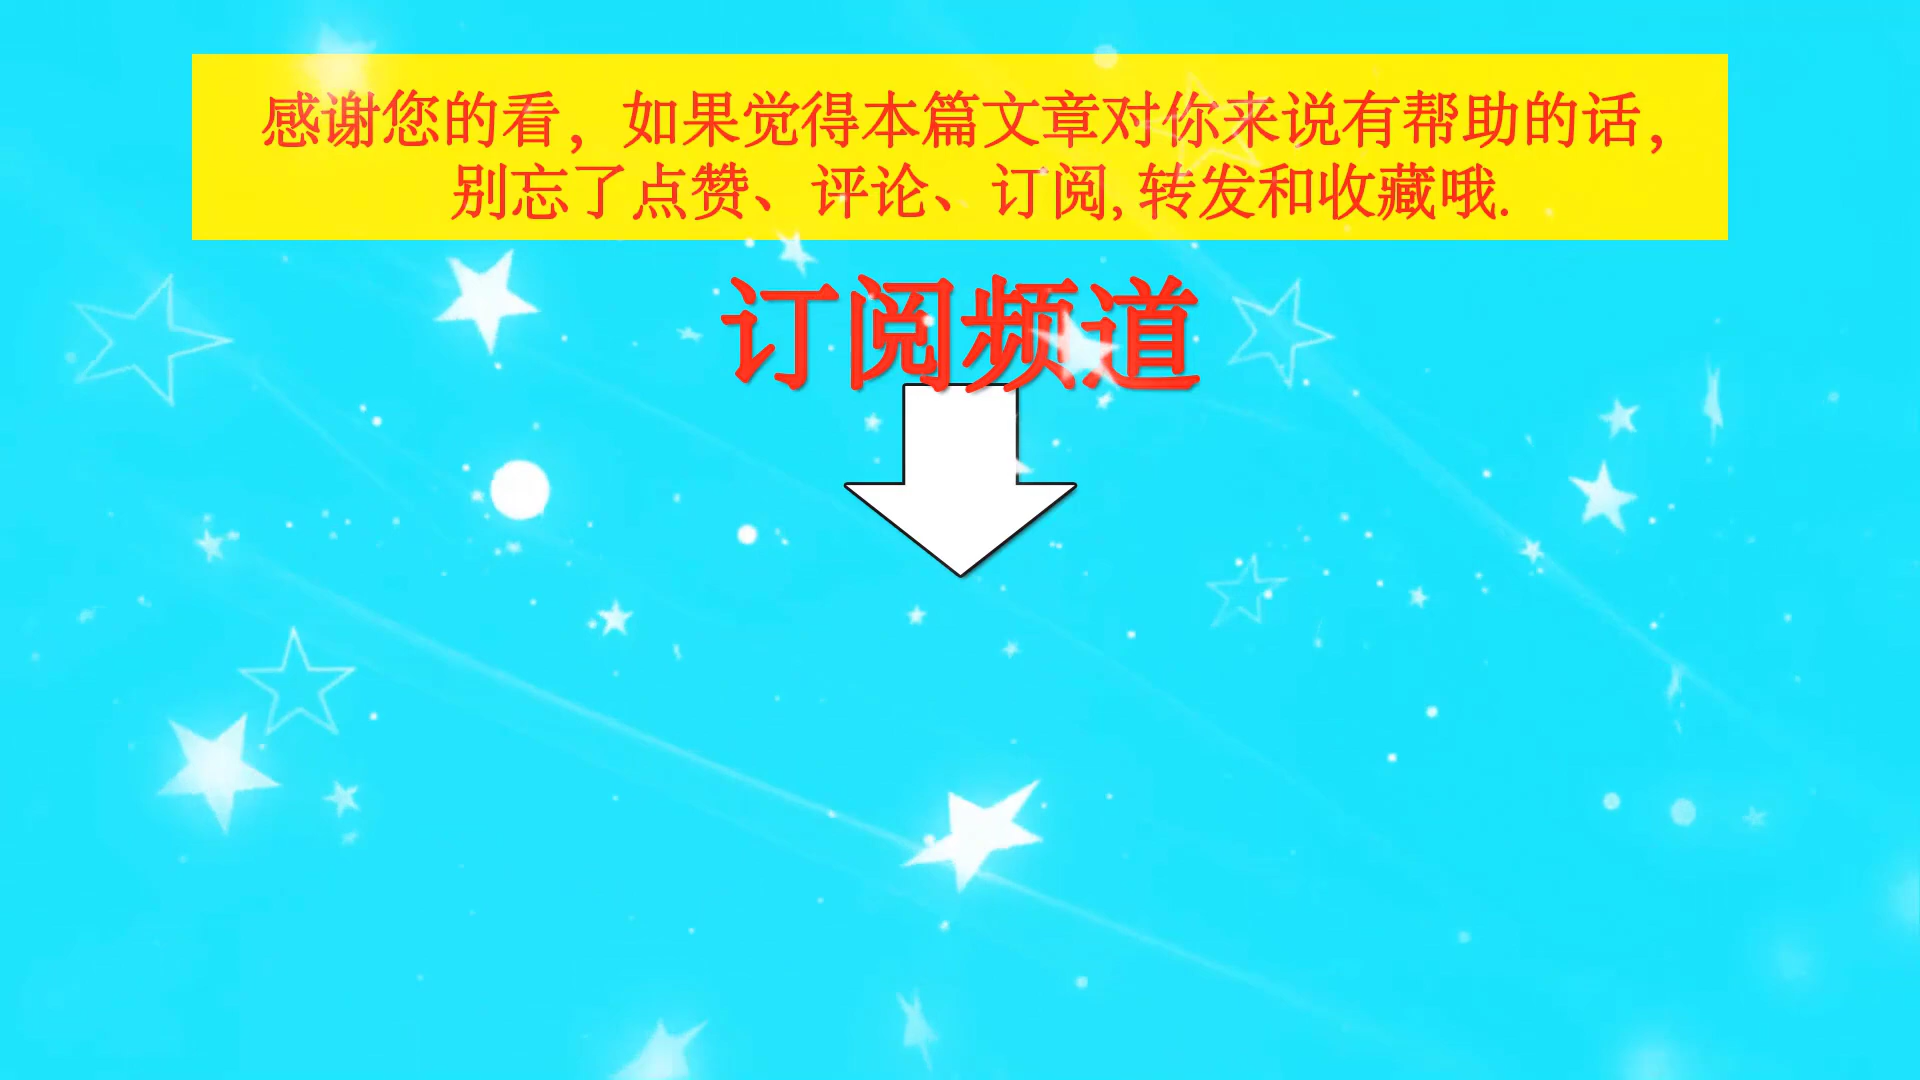 感谢您的看，如果觉得本篇文章对你来说有帮助的话，
别忘了点赞、评论、订阅,转发和收藏哦.
订阅频道